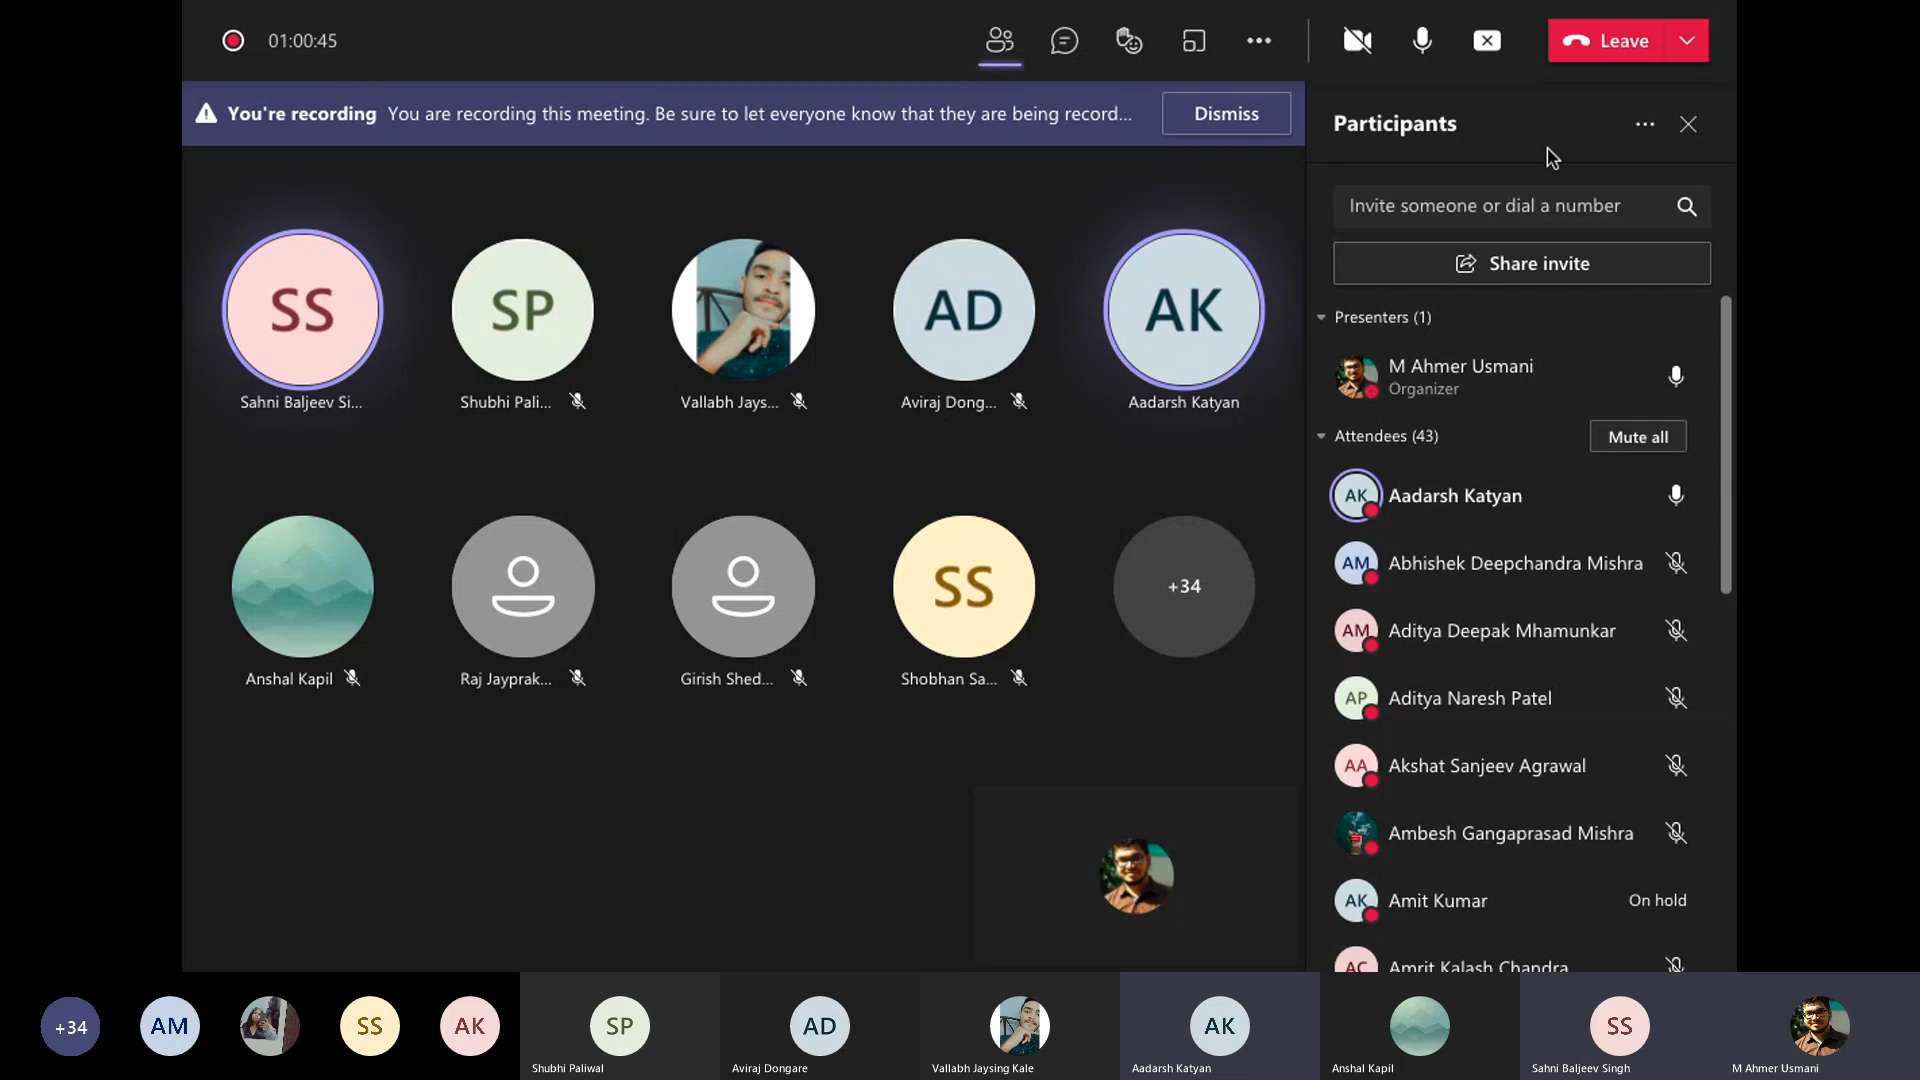 01:00:45
Leave
You're recording You are recording this meeting. Be sure to let everyone know that they are being record...
Dismiss
SS
SP
AD
AK
Sahni Baljeev Si...
Shubhi Pali...
Vallabh Jays...
Aviraj Dong...
Aadarsh Katyan
SS
+34
Anshal Kapil
Raj Jayprak...
Girish Shed...
Shobhan Sa...
Participants
Invite someone or dial a number
Share invite
Presenters (1)
M Ahmer Usmani
Organizer
Attendees (43)
Mute all
AK Aadarsh Katyan
AM Abhishek Deepchandra Mishra
AM Aditya Deepak Mhamunkar
AP Aditya Naresh Patel
AA Akshat Sanjeev Agrawal
Ambesh Gangaprasad Mishra
AK Amit Kumar On hold
AC Amrit Kalash Chandra
+34
AM
SS
AK
SP
AD
AK
SS
Shubhi Paliwal
Aviraj Dongare
Vallabh Jaysing Kale
Aadarsh Katyan
Anshal Kapil
Sahni Baljeev Singh
M Ahmer Usmani